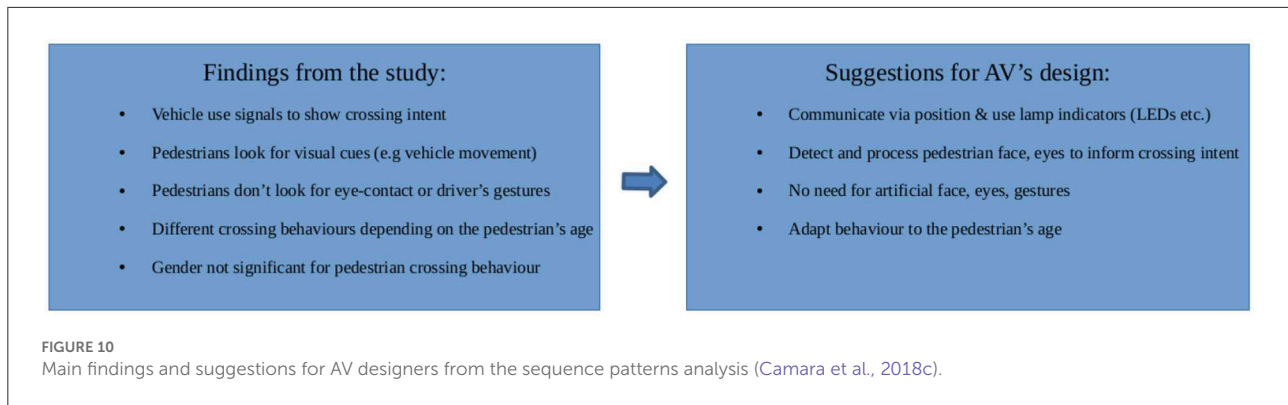 Findings from the study:
• Vehicle use signals to show crossing intent
• Pedestrians look for visual cues (e.g vehicle movement)
• Pedestrians don’t look for eye-contact or driver’s gestures
• Different crossing behaviours depending on the pedestrian’s age
• Gender not significant for pedestrian crossing behaviour
Suggestions for AV’s design:
• Communicate via position & use lamp indicators (LEDs etc.)
• Detect and process pedestrian face, eyes to inform crossing intent
• No need for artificial face, eyes, gestures
• Adapt behaviour to the pedestrian’s age
FIGURE 10
Main findings and suggestions for AV designers from the sequence patterns analysis (Camara et al., 2018c).